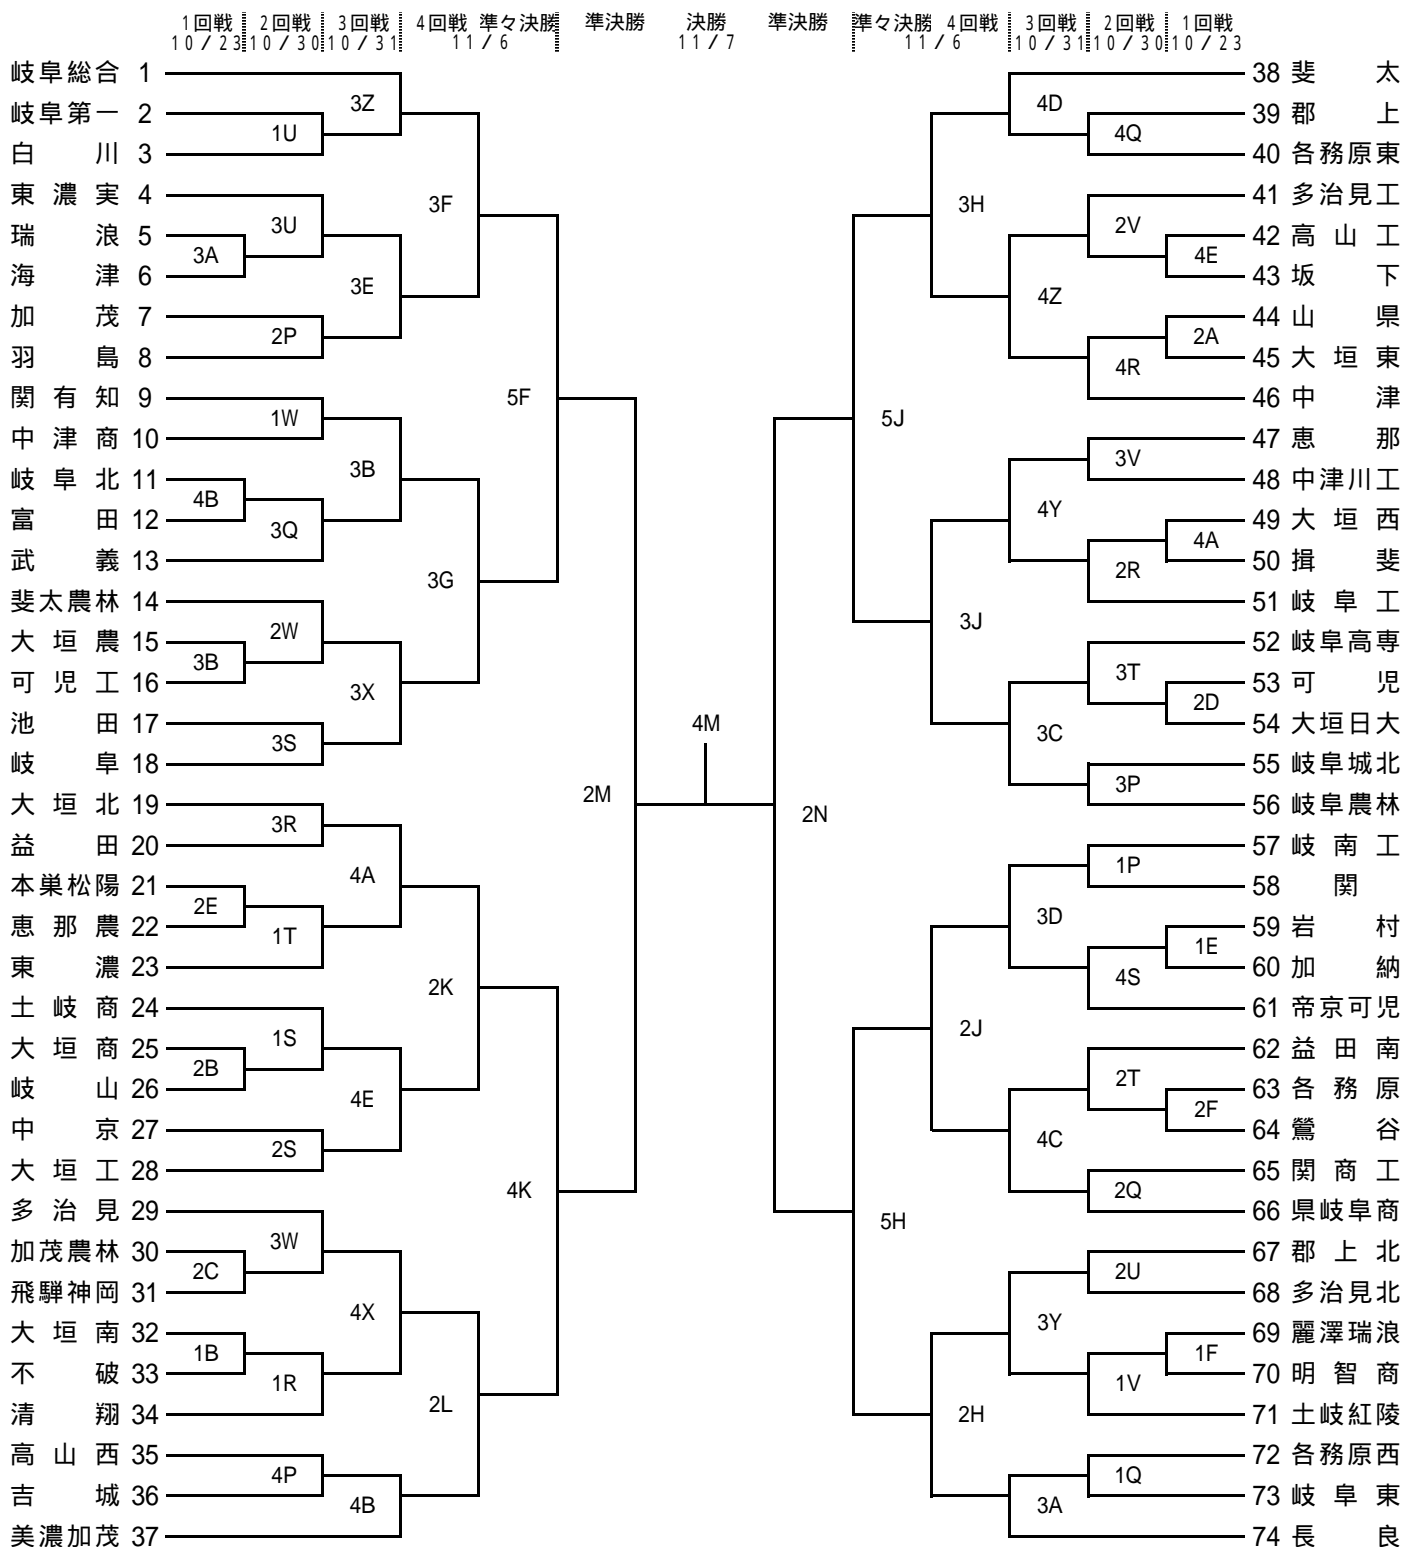 1回戦 2回戦 3回戦 4回戦 準々決勝 準決勝 決勝 準決勝 準々決勝 4回戦 3回戦 2回戦 1回戦
10/23 10/30 10/31 11/6 11/7 11/6 10/31 10/30 10/23
岐阜総合 1
岐阜第一 2
白川 3
東濃実 4
瑞浪 5
海津 6
加茂 7
羽島 8
関有知 9
中津商 10
岐阜北 11
富田 12
武義 13
斐太農林 14
大垣農 15
可児工 16
池田 17
岐阜 18
大垣北 19
益田 20
本巣松陽 21
恵那農 22
東濃 23
土岐商 24
大垣商 25
岐山 26
中京 27
大垣工 28
多治見 29
加茂農林 30
飛騨神岡 31
大垣南 32
不破 33
清翔 34
高山西 35
吉城 36
美濃加茂 37
3A
4B
3B
2E
2B
2C
1B
1U
3U
2P
1W
3Q
2W
3S
3R
1T
1S
2S
3W
1R
4P
3Z
3E
3B
3X
4A
4E
4X
4B
3F
3G
2K
2L
5F
4K
2M
4M
2N
5J
5H
3H
3J
2J
2H
4D
4Z
4Y
3C
3D
4C
3Y
3A
4Q
2V
4R
3V
2R
3T
3P
1P
4S
2T
2Q
2U
1V
1Q
4E
2A
4A
2D
1E
2F
1F
38 斐太
39 郡上
40 各務原東
41 多治見工
42 高山工
43 坂下
44 山県
45 大垣東
46 中津
47 恵那
48 中津川工
49 大垣西
50 揖斐
51 岐阜工
52 岐阜高専
53 可児
54 大垣日大
55 岐阜城北
56 岐阜農林
57 岐南工
58 関
59 岩村
60 加納
61 帝京可児
62 益田南
63 各務原
64 鶯谷
65 関商工
66 県岐阜商
67 郡上北
68 多治見北
69 麗澤瑞浪
70 明智商
71 土岐紅陵
72 各務原西
73 岐阜東
74 長良